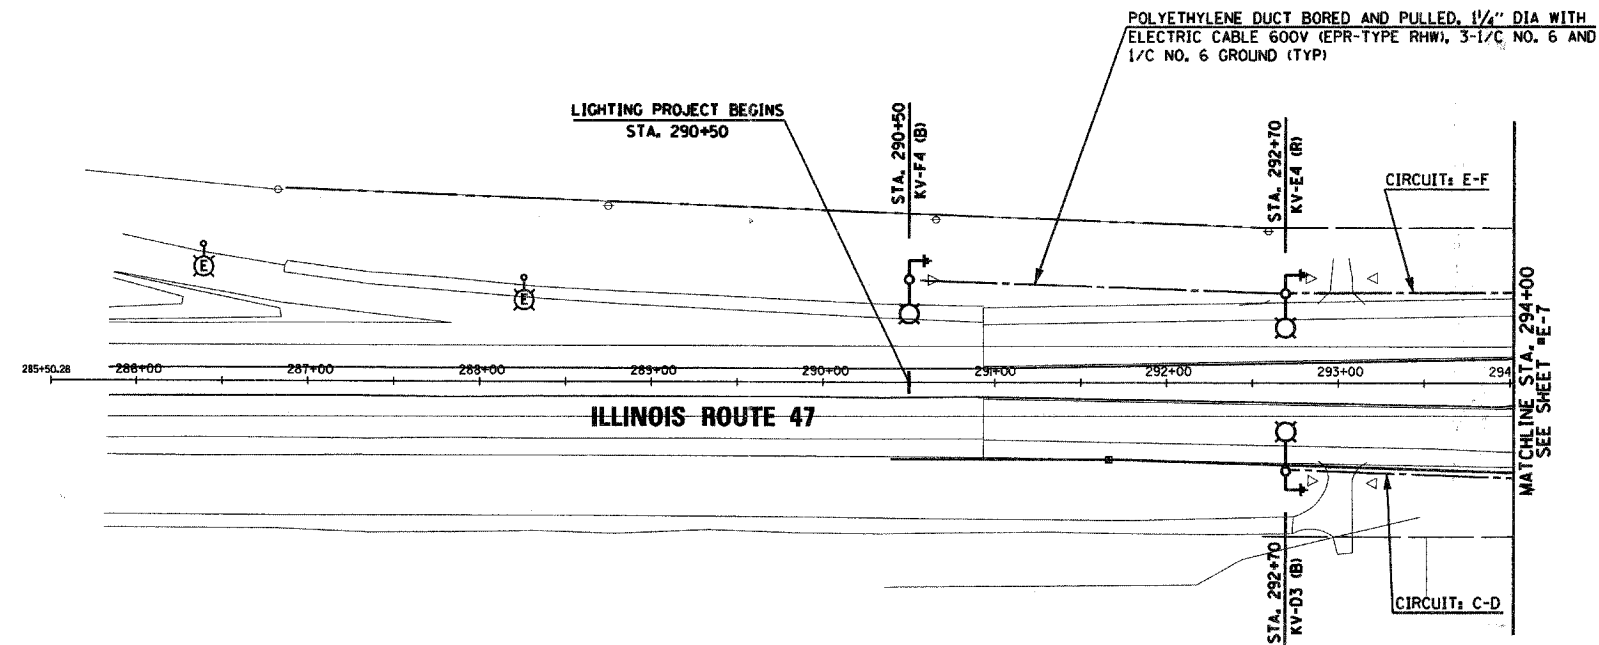 POLYETHYLENE DUCT BORED AND PULLED, 1 1/4" DIA WITH
ELECTRIC CABLE 600V (EPR-TYPE RHW), 3-1/C NO. 6 AND
1/C NO. 6 GROUND (TYP)
LIGHTING PROJECT BEGINS
STA. 290+50
STA. 290+50
KV-F4 (B)
STA. 292+70
KV-E4 (R)
CIRCUIT: E-F
E
E
285+50.28
286+00
287+00
288+00
289+00
290+00
291+00
292+00
293+00
294
ILLINOIS ROUTE 47
MATCHLINE STA. 294+00
SEE SHEET #E-7
STA. 292+70
KV-D3 (B)
CIRCUIT: C-D